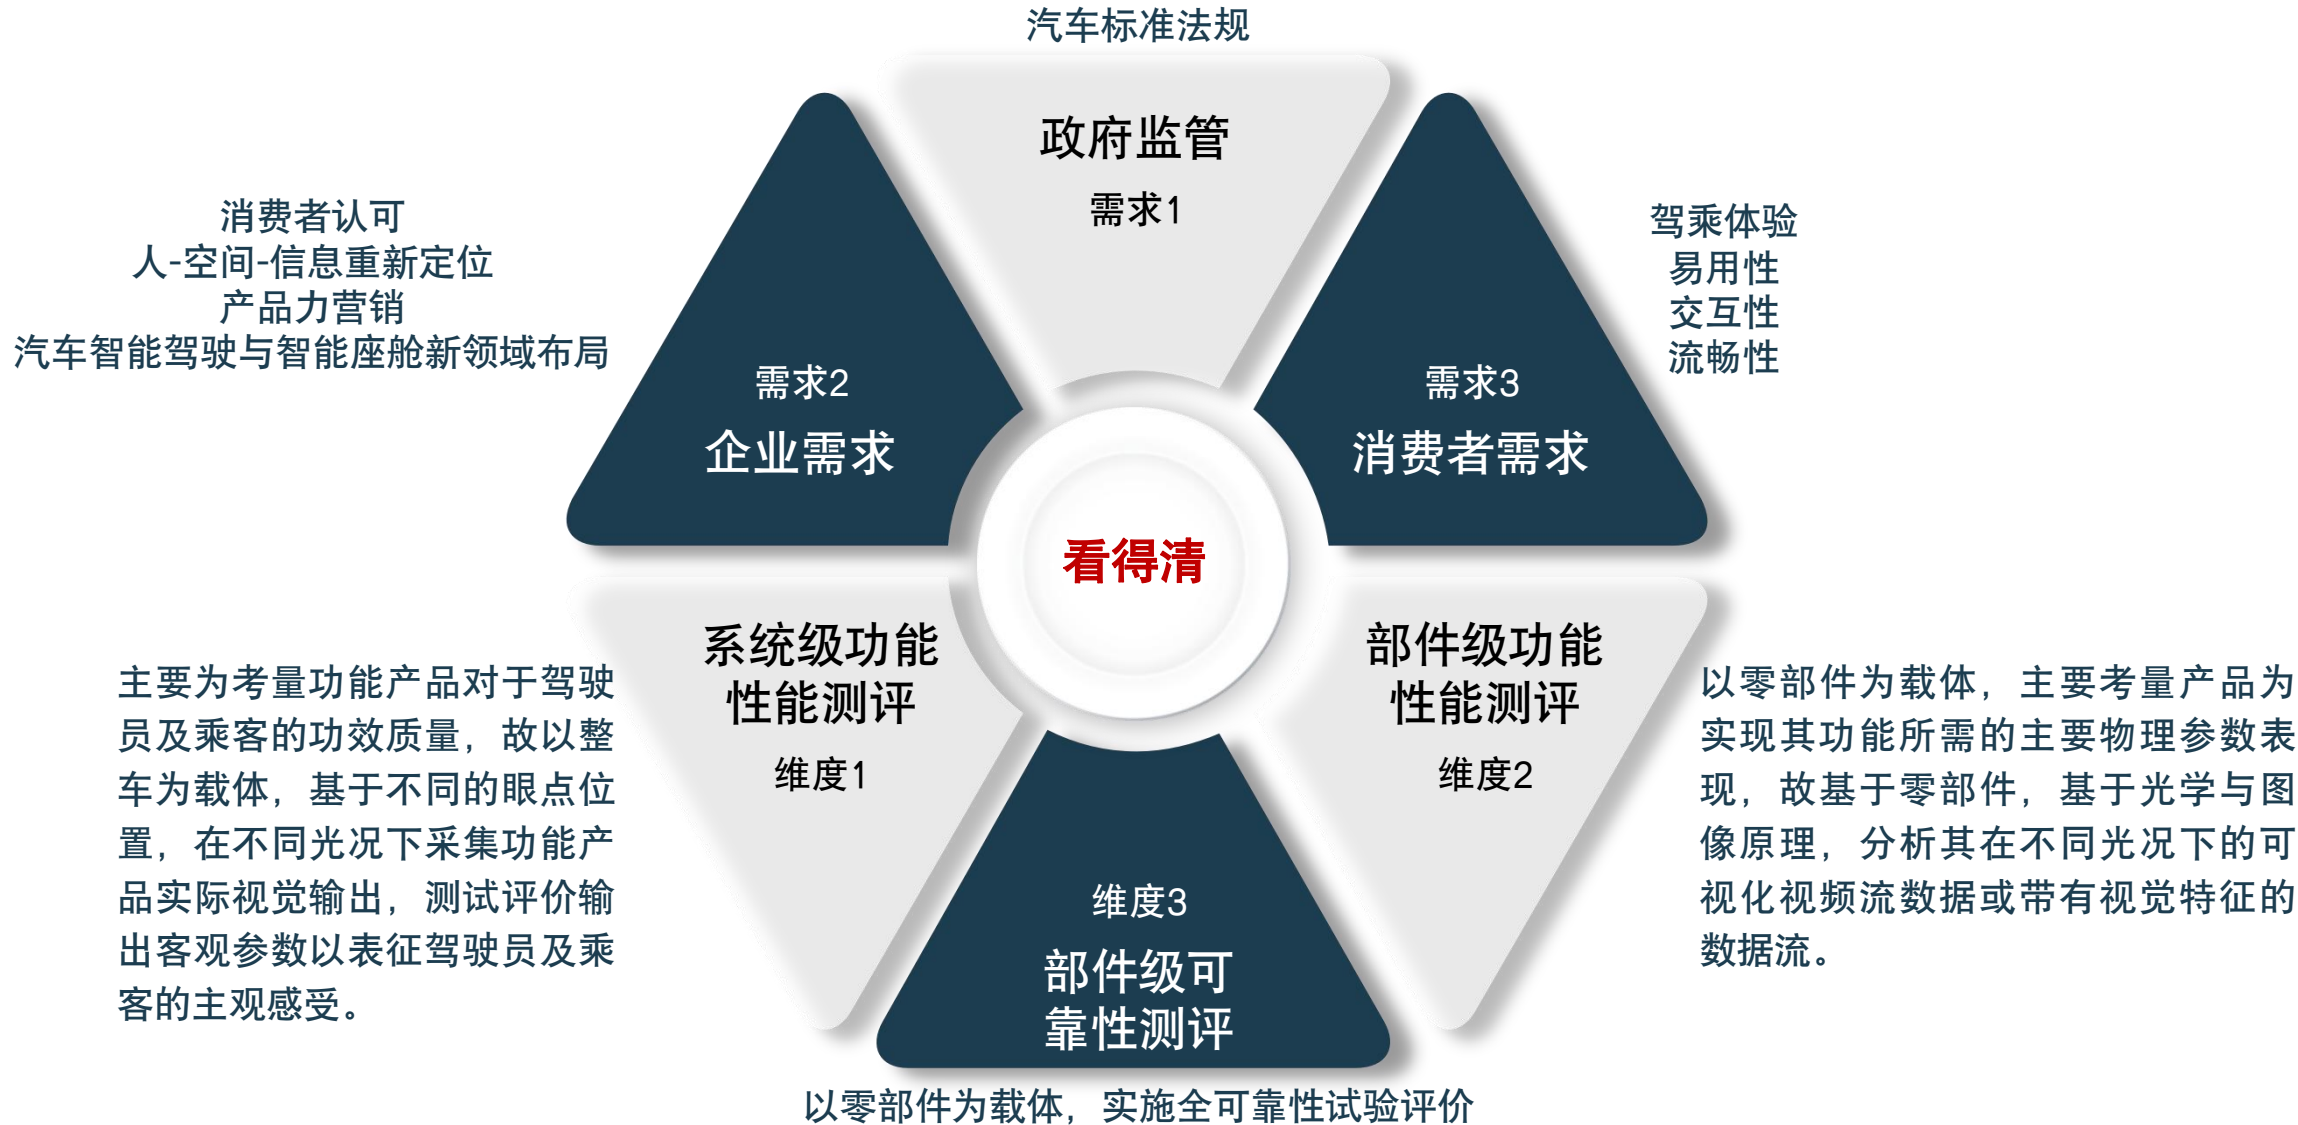 汽车标准法规
政府监管
需求1
消费者认可
人-空间-信息重新定位
产品力营销
汽车智能驾驶与智能座舱新领域布局
需求2
企业需求
需求3
消费者需求
驾乘体验
易用性
交互性
流畅性
看得清
系统级功能
性能测评
维度1
主要为考量功能产品对于驾驶
员及乘客的功效质量，故以整
车为载体，基于不同的眼点位
置，在不同光况下采集功能产
品实际视觉输出，测试评价输
出客观参数以表征驾驶员及乘
客的主观感受。
部件级功能
性能测评
维度2
以零部件为载体，主要考量产品为
实现其功能所需的主要物理参数表
现，故基于零部件，基于光学与图
像原理，分析其在不同光况下的可
视化视频流数据或带有视觉特征的
数据流。
维度3
部件级可
靠性测评
以零部件为载体，实施全可靠性试验评价